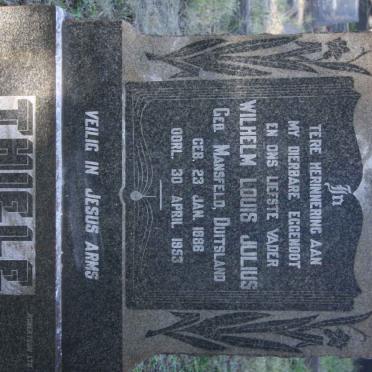 In
TERE HERINNERING AAN
MY DIERBARE EGGENOOT
EN ONS LIEFSTE VADER
WILHELM LOUIS JULIUS
GEB. MANSFELD, DUITSLAND
GEB. 23 JAN. 1888
OORL. 30 APRIL 1953
VEILIG IN JESUS ARMS
THIELE